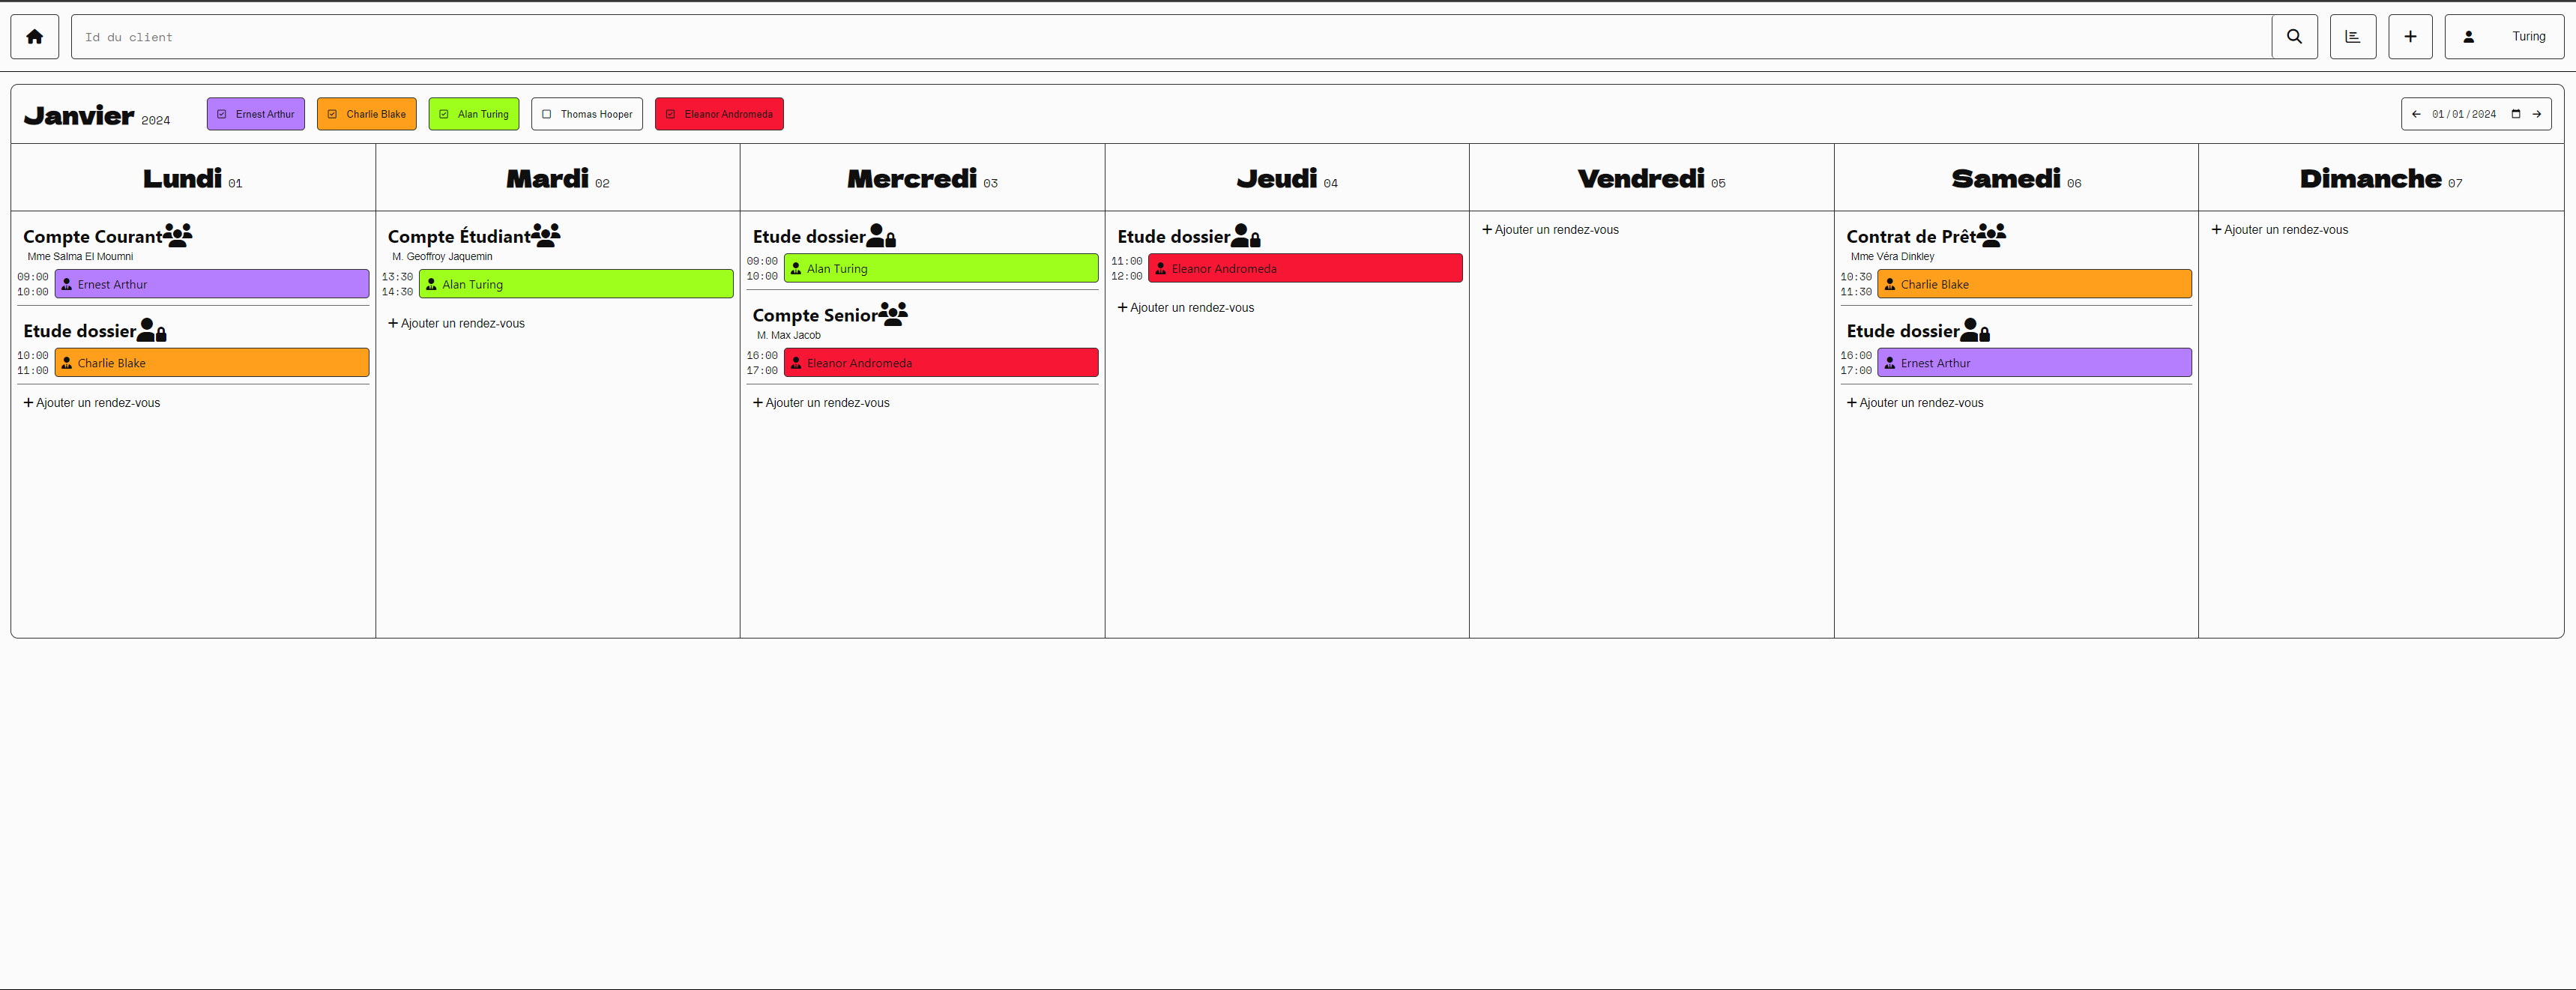 Id du client
Turing
Janvier 2024
Ernest Arthur
Charlie Blake
Alan Turing
Thomas Hooper
Eleanor Andromeda
01/01/2024
Lundi 01
Mardi 02
Mercredi 03
Jeudi 04
Vendredi 05
Samedi 06
Dimanche 07
Compte Courant
Mme Salma El Moumni
09:00
10:00
Ernest Arthur
Etude dossier
10:00
11:00
Charlie Blake
Ajouter un rendez-vous
Compte Étudiant
M. Geoffroy Jaquemin
13:30
14:30
Alan Turing
Ajouter un rendez-vous
Etude dossier
09:00
10:00
Alan Turing
Compte Senior
M. Max Jacob
16:00
17:00
Eleanor Andromeda
Ajouter un rendez-vous
Etude dossier
11:00
12:00
Eleanor Andromeda
Ajouter un rendez-vous
Ajouter un rendez-vous
Contrat de Prêt
Mme Véra Dinkley
10:30
11:30
Charlie Blake
Etude dossier
16:00
17:00
Ernest Arthur
Ajouter un rendez-vous
Ajouter un rendez-vous